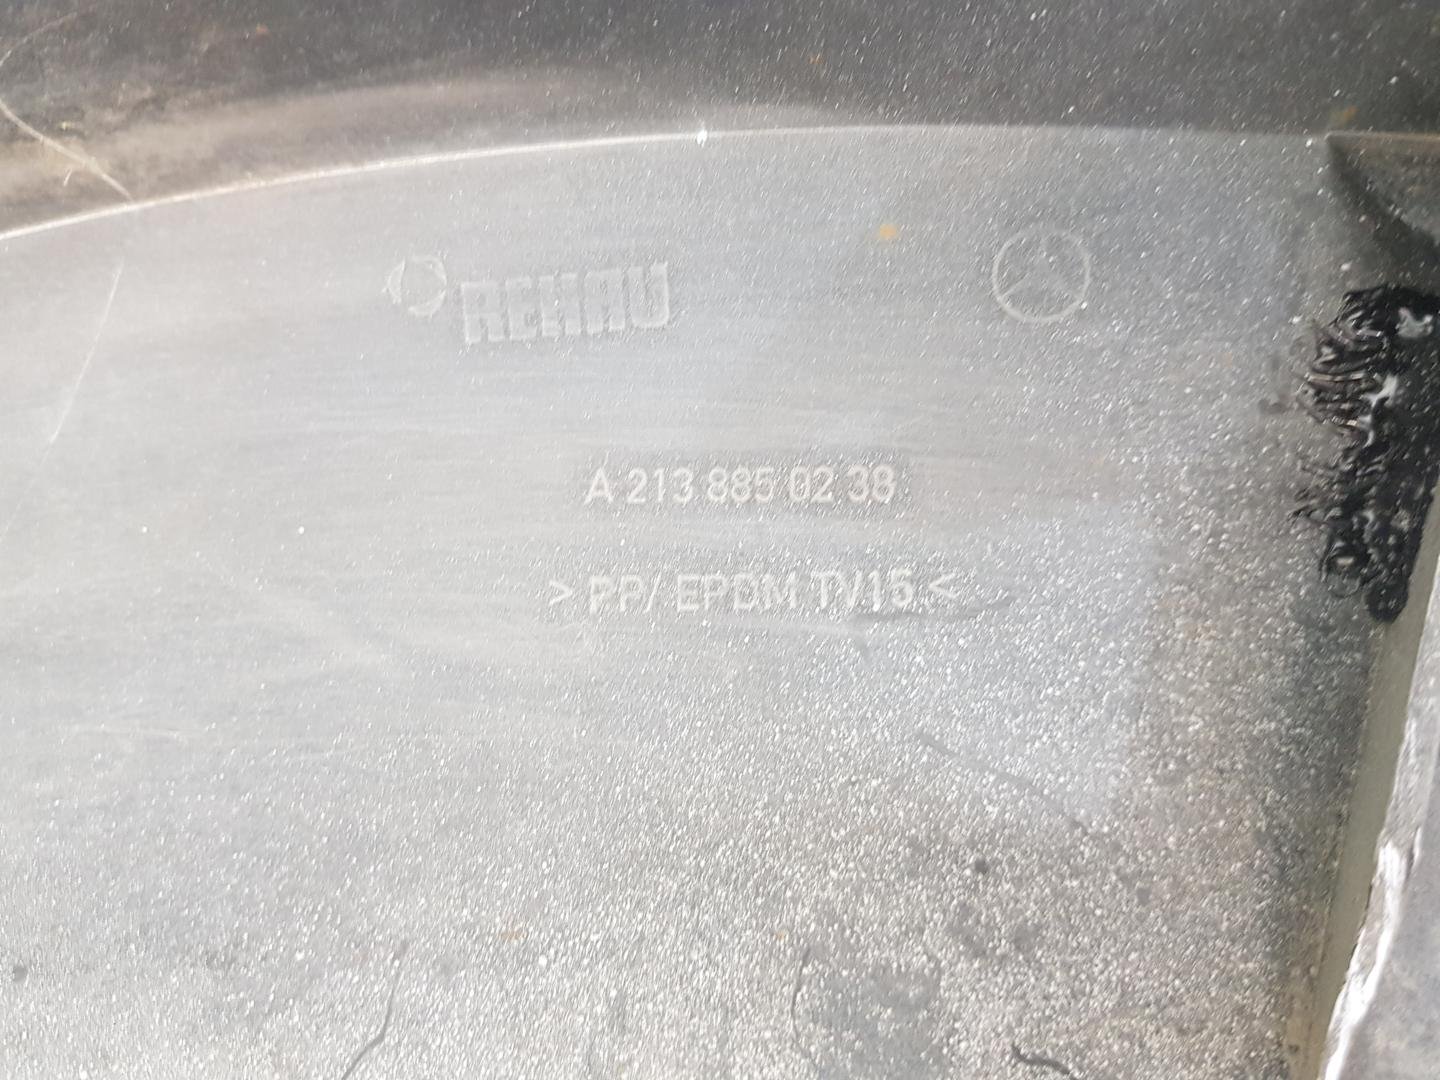 REHAU
A 213 885 02 38
> PP/ EPDM TV15 <